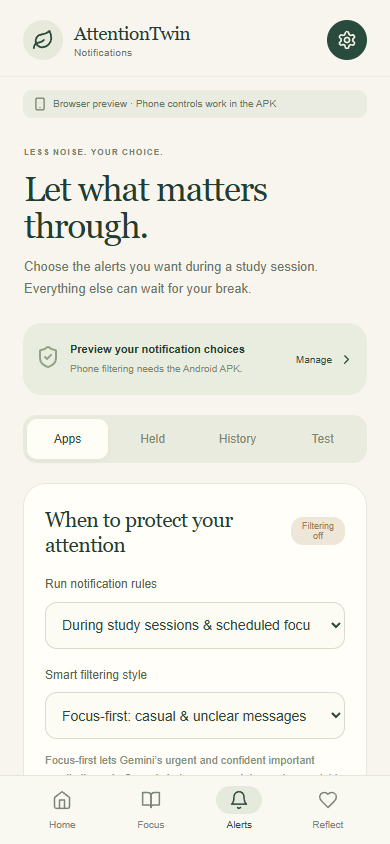 AttentionTwin
Notifications
Browser preview · Phone controls work in the APK
LESS NOISE. YOUR CHOICE.
Let what matters
through.
Choose the alerts you want during a study session.
Everything else can wait for your break.
Preview your notification choices
Phone filtering needs the Android APK.
Manage
Apps
Held
History
Test
When to protect your
attention
Filtering
off
Run notification rules
During study sessions & scheduled focu
Smart filtering style
Focus-first: casual & unclear messages
Focus-first lets Gemini's urgent and confident important
Home
Focus
Alerts
Reflect